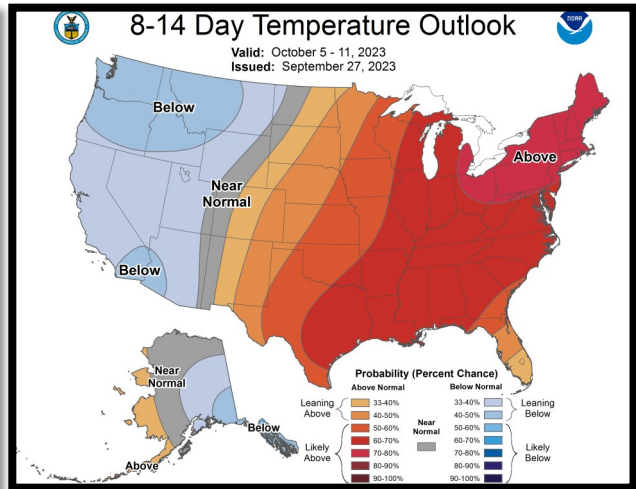 8-14 Day Temperature Outlook
NOAA
Valid: October 5 - 11, 2023
Issued: September 27, 2023
Below
Near
Normal
Above
Below
Near
Normal
Above
Below
Probability (Percent Chance)
Above Normal
Below Normal
Leaning
Above
33-40%
40-50%
Likely
Above
50-60%
60-70%
70-80%
80-90%
90-100%
Near
Normal
33-40%
40-50%
Leaning
Below
50-60%
60-70%
70-80%
80-90%
90-100%
Likely
Below